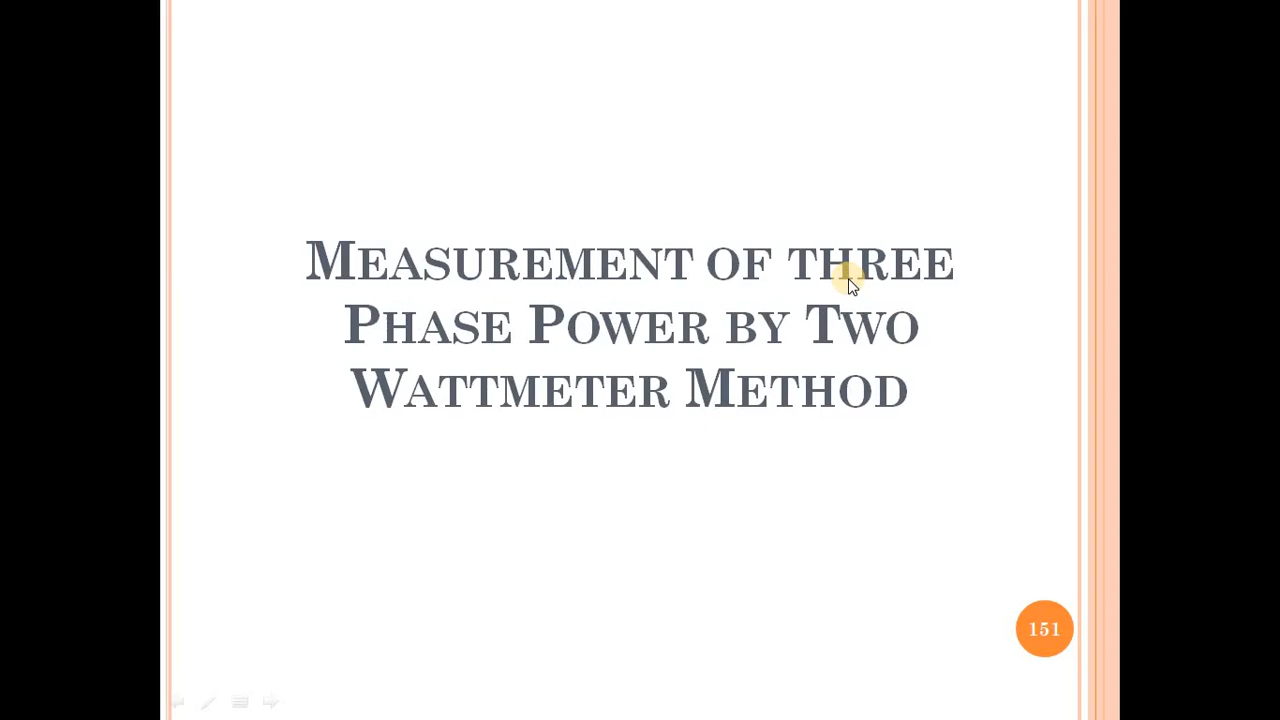 MEASUREMENT OF THREE
PHASE POWER BY TWO
WATTMETER METHOD
151